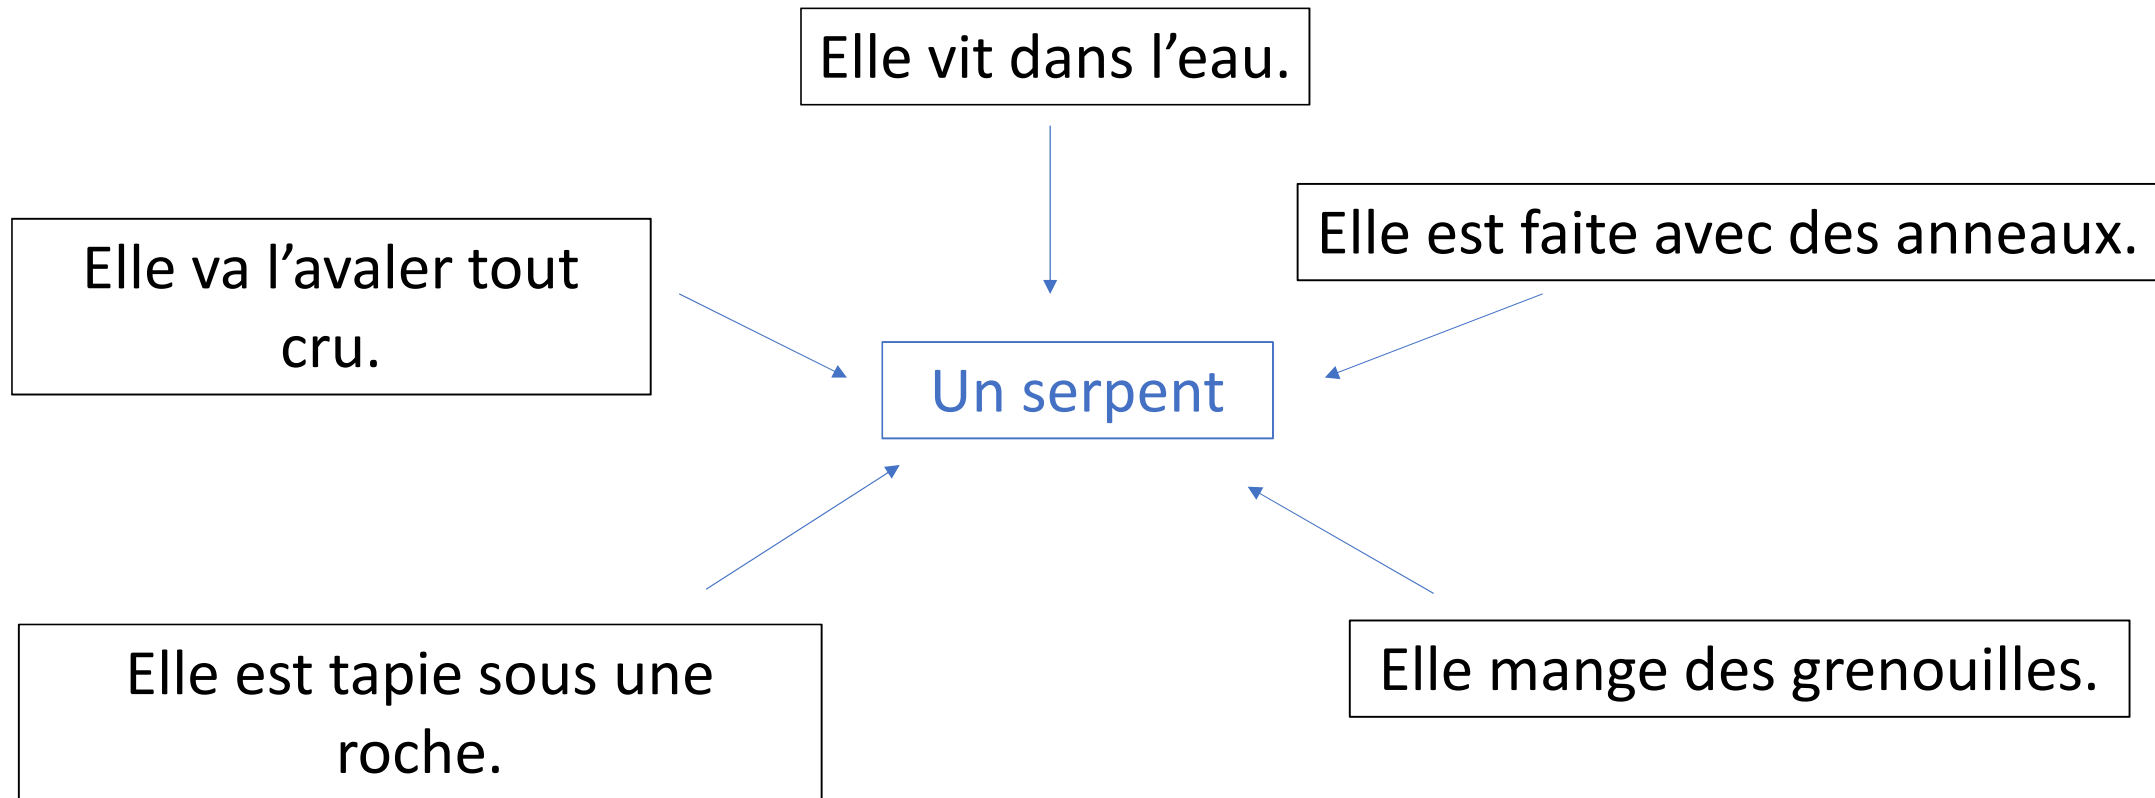 Elle vit dans l’eau.
Elle est faite avec des anneaux.
Elle va l’avaler tout
cru.
Un serpent
Elle est tapie sous une
roche.
Elle mange des grenouilles.